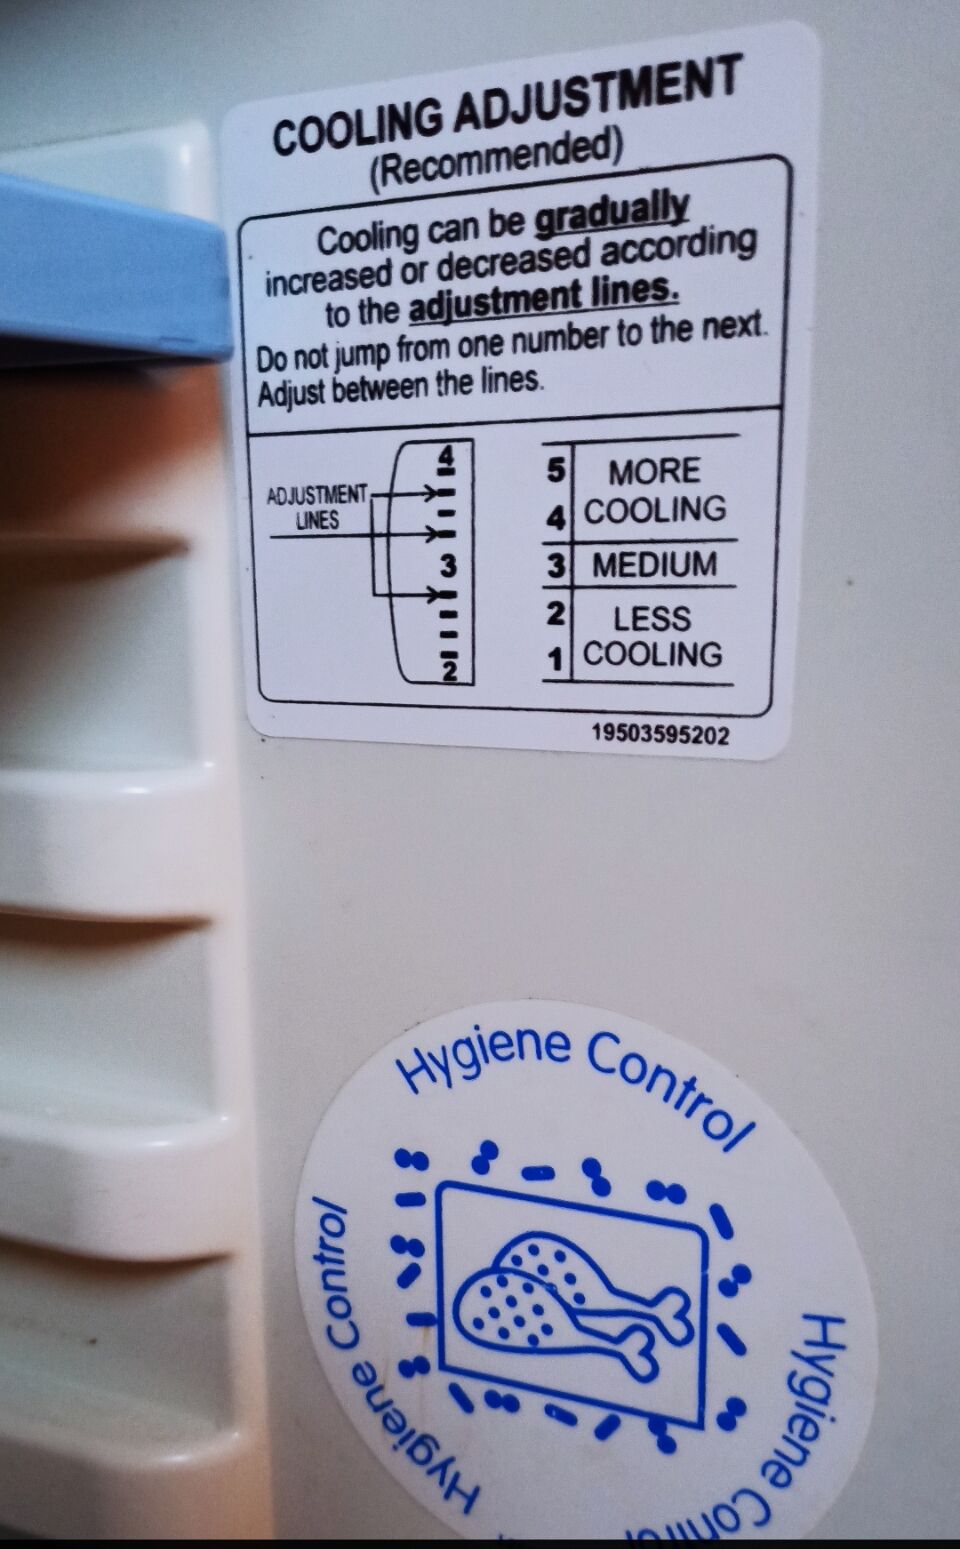 COOLING ADJUSTMENT
(Recommended)
Cooling can be gradually
increased or decreased according
to the adjustment lines.
Do not jump from one number to the next.
Adjust between the lines.
ADJUSTMENT
LINES
4
3
2
5
4
MORE
COOLING
3 MEDIUM
2
1
LESS
COOLING
19503595202
Hygiene Control
Hygiene Control
Hygiene Control